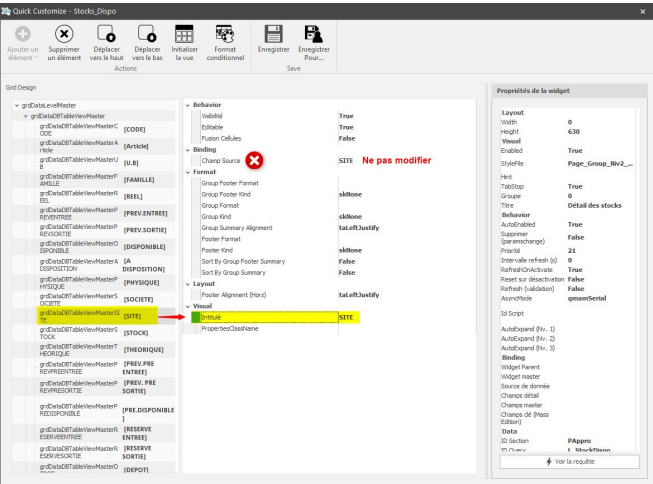 Quick Customize - Stocks_Dispo
Ajouter un élément
Supprimer un élément
Déplacer vers le haut
Déplacer vers le bas
Initialiser la vue
Format conditionnel
Enregistrer
Enregistrer Pour...
Actions
Save
Grid Design
grdDataLevelMaster
grdDataDBTableViewMaster
grdDataDBTableViewMasterCODE [CODE]
grdDataDBTableViewMasterArticle [Article]
grdDataDBTableViewMasterUB [U.B]
grdDataDBTableViewMasterFAMILLE [FAMILLE]
grdDataDBTableViewMasterREEL [REEL]
grdDataDBTableViewMasterPREVENTREE [PREV.ENTREE]
grdDataDBTableViewMasterPREVSORTIE [PREV.SORTIE]
grdDataDBTableViewMasterDISPONIBLE [DISPONIBLE]
grdDataDBTableViewMasterADISPOSITION [A DISPOSITION]
grdDataDBTableViewMasterPHYSIQUE [PHYSIQUE]
grdDataDBTableViewMasterSOCIETE [SOCIETE]
grdDataDBTableViewMasterSITE [SITE]
grdDataDBTableViewMasterSTOCK [STOCK]
grdDataDBTableViewMasterTHEORIQUE [THEORIQUE]
grdDataDBTableViewMasterPREVPREENTREE [PREV.PRE ENTREE]
grdDataDBTableViewMasterPREVPRESORTIE [PREV. PRE SORTIE]
grdDataDBTableViewMasterPREDISPONIBLE [PRE.DISPONIBLE]
grdDataDBTableViewMasterRESERVEENTREE [RESERVE ENTREE]
grdDataDBTableViewMasterRESERVESORTIE [RESERVE SORTIE]
grdDataDBTableViewMasterD [DEPOT]
Behavior
Visibilité True
Editable True
Fusion Cellules False
Binding
Champ Source SITE Ne pas modifier
Format
Group Footer Format
Group Footer Kind skNone
Group Format
Group Kind skNone
Group Summary Alignment taLeftJustify
Footer Format
Footer Kind skNone
Sort By Group Footer Summary False
Sort By Group Summary False
Layout
Footer Alignment (Horz) taLeftJustify
Visual
Entitulé SITE
PropertiesClassName
Propriétés de la widget
Layout
Width 0
Height 630
Visual
Enabled True
StyleFile Page_Group_Niv2_...
Hint
TabStop True
Groupe 0
Titre Détail des stocks
Behavior
AutoEnabled True
Supprimer (paramschange) False
Priorité 21
Intervalle refresh (s) 0
RefreshOnActivate True
Reset sur désactivation False
Refresh (validation) False
AsyncMode qmamSerial
Id Script
AutoExpand (Nv. 1)
AutoExpand (Nv. 2)
AutoExpand (Nv. 3)
Binding
Widget Parent
Widget master
Source de donnée
Champs détail
Champs master
Champs clé (Mass Edition)
Data
ID Section PAppro
ID Query L_StockDispo
Voir la requête